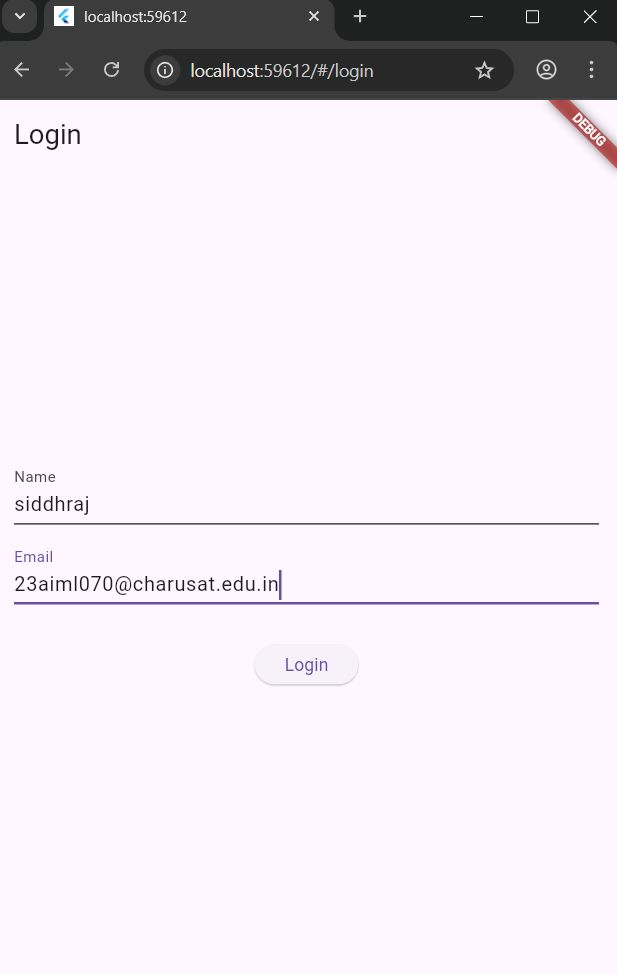 localhost:59612
localhost:59612/#/login
Login
DEBUG
Name
siddhraj
Email
23aiml070@charusat.edu.in
Login